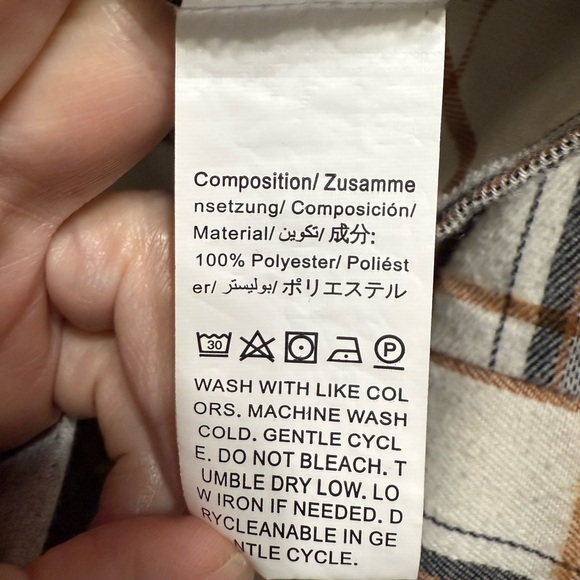 Composition/ Zusamme
nsetzung/ Composición/
Material/ تكوين/ 成分:
100% Polyester/ Poliést
er/ بوليستر/ ポリエステル
30 P
WASH WITH LIKE COL
ORS. MACHINE WASH
COLD. GENTLE CYCL
E. DO NOT BLEACH. T
UMBLE DRY LOW. LO
W IRON IF NEEDED. D
RYCLEANABLE IN GE
NTLE CYCLE.